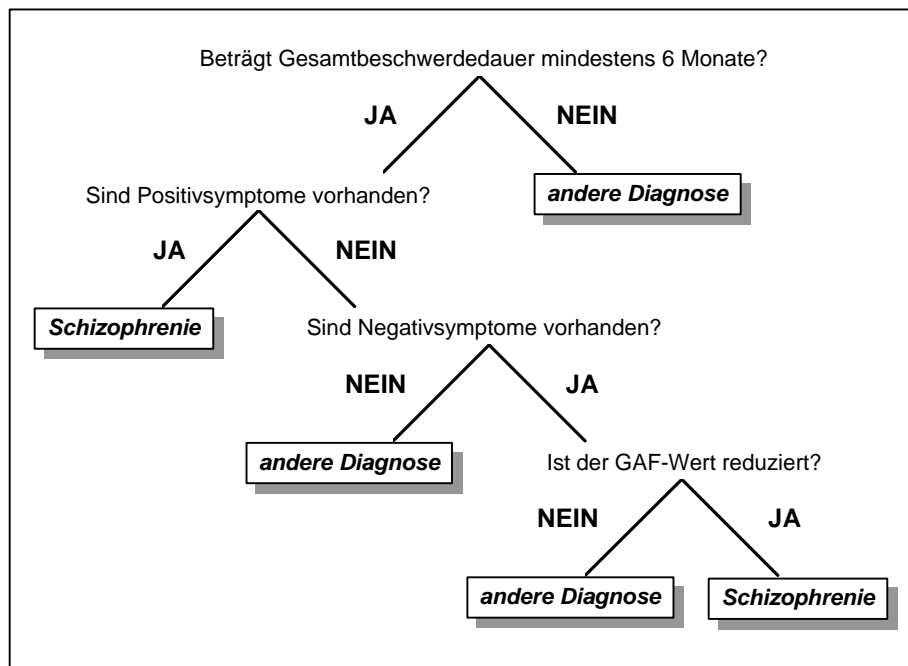 Beträgt Gesamtbeschwerdedauer mindestens 6 Monate?
JA
NEIN
Sind Positivsymptome vorhanden?
andere Diagnose
JA
NEIN
Schizophrenie
Sind Negativsymptome vorhanden?
NEIN
JA
andere Diagnose
Ist der GAF-Wert reduziert?
NEIN
JA
andere Diagnose
Schizophrenie